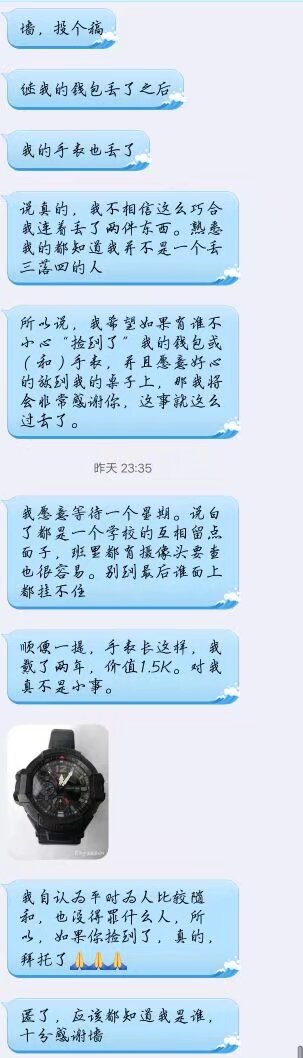 墙，投个稿
继我的钱包丢了之后
我的手表也丢了
说真的，我不相信这么巧合
我连着丢了两件东西。熟悉
我的都知道我并不是一个丢
三落四的人
所以说，我希望如果有谁不
小心“捡到了”我的钱包或
（和）手表，并且愿意好心
的放到我的桌子上，那我将
会非常感谢你，这事就这么
过去了。
昨天 23:35
我愿意等待一个星期。说白
了都是一个学校的互相留点
面子，班里都有摄像头要查
也很容易。别到最后谁面上
都挂不住
顺便一提，手表长这样，我
戴了两年，价值1.5K。对我
真不是小事。
我自认为平时为人比较随
和，也没得罪什么人，所
以，如果你捡到了，真的，
拜托了🙏🙏🙏
匿了，应该都知道我是谁，
十分感谢墙